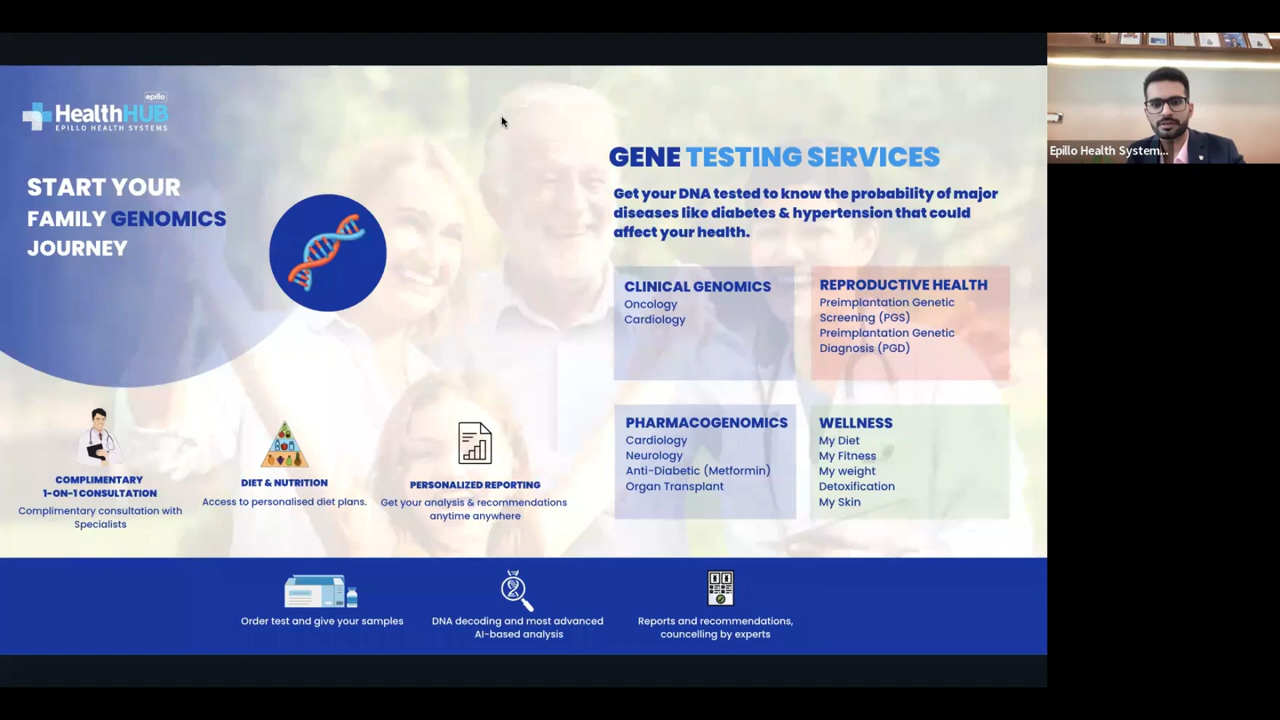 epillo
HealthHUB
EPILLO HEALTH SYSTEMS
START YOUR
FAMILY GENOMICS
JOURNEY
COMPLIMENTARY
1-ON-1 CONSULTATION
Complimentary consultation with
Specialists
DIET & NUTRITION
Access to personalised diet plans.
PERSONALIZED REPORTING
Get your analysis & recommendations
anytime anywhere
GENE TESTING SERVICES
Get your DNA tested to know the probability of major
diseases like diabetes & hypertension that could
affect your health.
CLINICAL GENOMICS
Oncology
Cardiology
REPRODUCTIVE HEALTH
Preimplantation Genetic
Screening (PGS)
Preimplantation Genetic
Diagnosis (PGD)
PHARMACOGENOMICS
Cardiology
Neurology
Anti-Diabetic (Metformin)
Organ Transplant
WELLNESS
My Diet
My Fitness
My weight
Detoxification
My Skin
Order test and give your samples
DNA decoding and most advanced
AI-based analysis
Reports and recommendations,
councelling by experts
Epillo Health System...